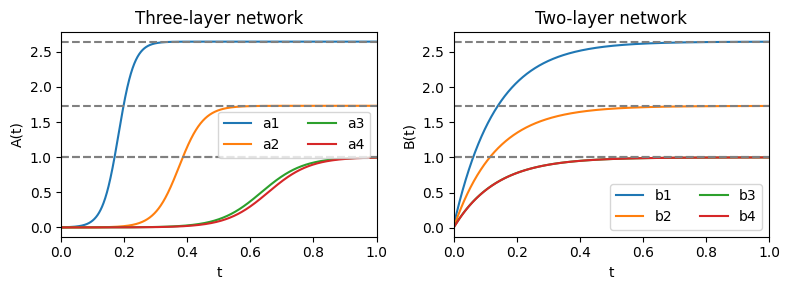 Three-layer network
A(t)
2.5
2.0
1.5
1.0
0.5
0.0
a1
a2
a3
a4
0.0 0.2 0.4 0.6 0.8 1.0
t
Two-layer network
B(t)
2.5
2.0
1.5
1.0
0.5
0.0
b1
b2
b3
b4
0.0 0.2 0.4 0.6 0.8 1.0
t